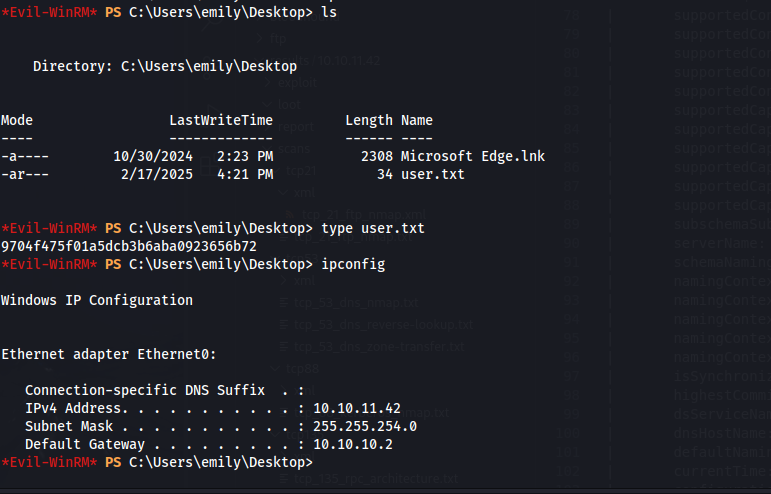 *Evil-WinRM* PS C:\Users\emily\Desktop> ls
Directory: C:\Users\emily\Desktop
Mode LastWriteTime Length Name
---- ------------- ------ ----
-a---- 10/30/2024 2:23 PM 2308 Microsoft Edge.lnk
-ar--- 2/17/2025 4:21 PM 34 user.txt
*Evil-WinRM* PS C:\Users\emily\Desktop> type user.txt
9704f475f01a5dcb3b6aba0923656b72
*Evil-WinRM* PS C:\Users\emily\Desktop> ipconfig
Windows IP Configuration
Ethernet adapter Ethernet0:
Connection-specific DNS Suffix . :
IPv4 Address. . . . . . . . . . . : 10.10.11.42
Subnet Mask . . . . . . . . . . . : 255.255.254.0
Default Gateway . . . . . . . . . : 10.10.10.2
*Evil-WinRM* PS C:\Users\emily\Desktop>